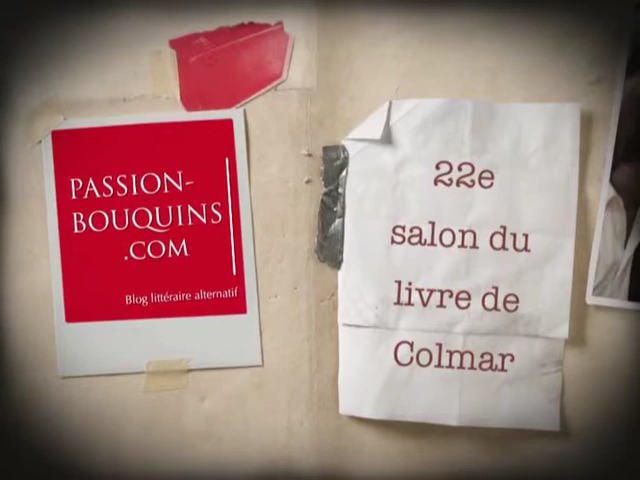 PASSION-
BOUQUINS
.COM
Blog littéraire alternatif
22e
salon du
livre de
Colmar